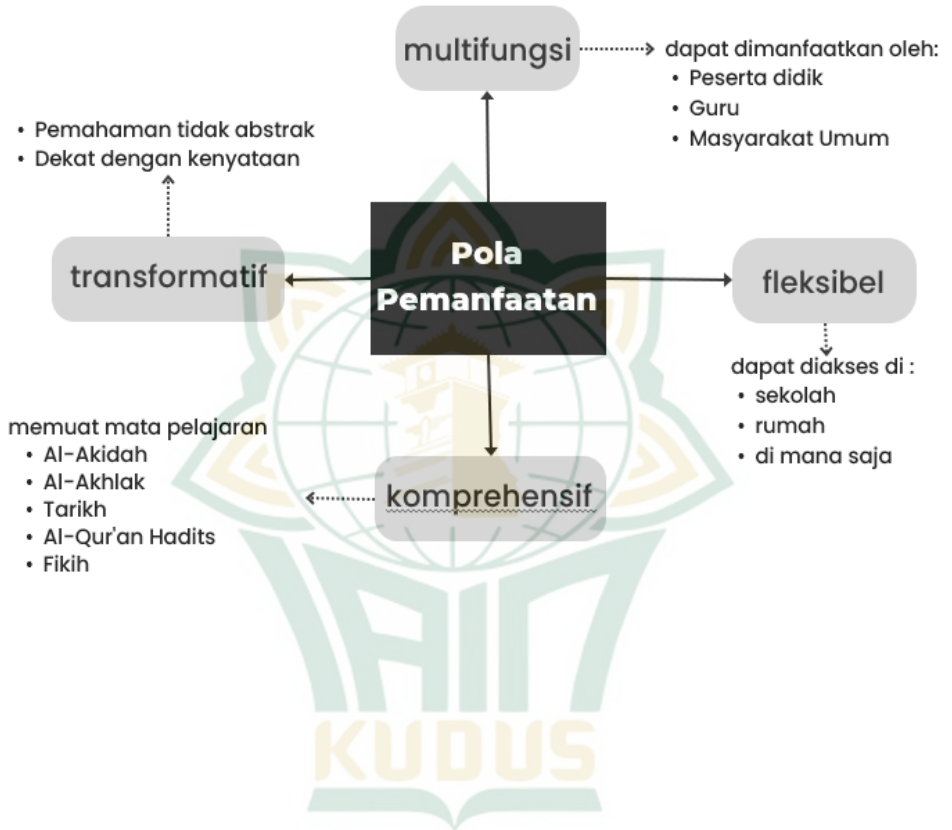 multifungsi
dapat dimanfaatkan oleh:
• Peserta didik
• Guru
• Masyarakat Umum
• Pemahaman tidak abstrak
• Dekat dengan kenyataan
transformatif
Pola
Pemanfaatan
fleksibel
dapat diakses di :
• sekolah
• rumah
• di mana saja
memuat mata pelajaran
• Al-Akidah
• Al-Akhlak
• Tarikh
• Al-Qur'an Hadits
• Fikih
komprehensif
IAIN
KUDUS